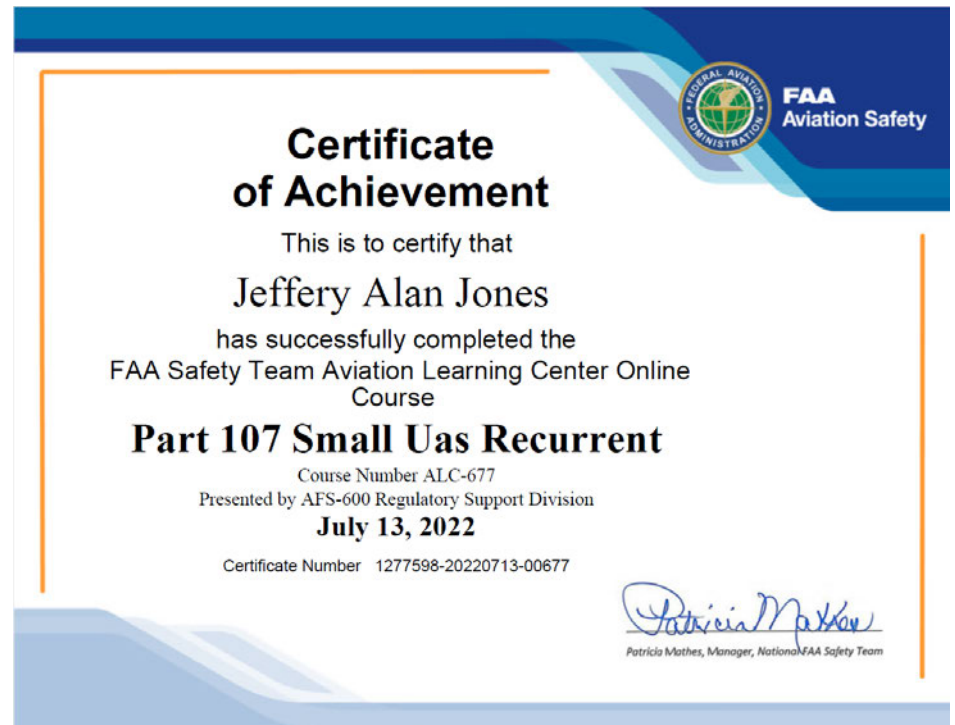 FEDERAL AVIATION
ADMINISTRATION
FAA
Aviation Safety
Certificate
of Achievement
This is to certify that
Jeffery Alan Jones
has successfully completed the
FAA Safety Team Aviation Learning Center Online
Course
Part 107 Small Uas Recurrent
Course Number ALC-677
Presented by AFS-600 Regulatory Support Division
July 13, 2022
Certificate Number 1277598-20220713-00677
Patricia Mathes
Patricia Mathes, Manager, National FAA Safety Team